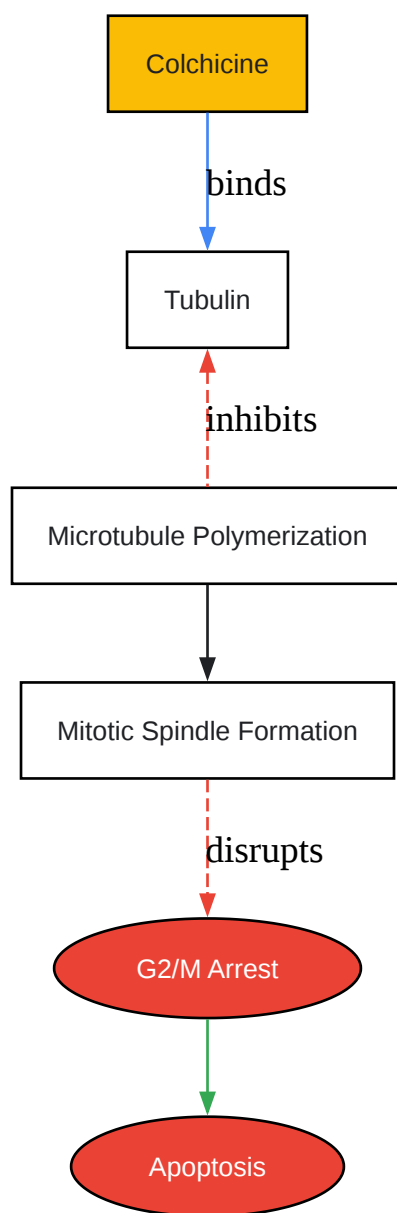 Colchicine
binds
Tubulin
inhibits
Microtubule Polymerization
Mitotic Spindle Formation
disrupts
G2/M Arrest
Apoptosis